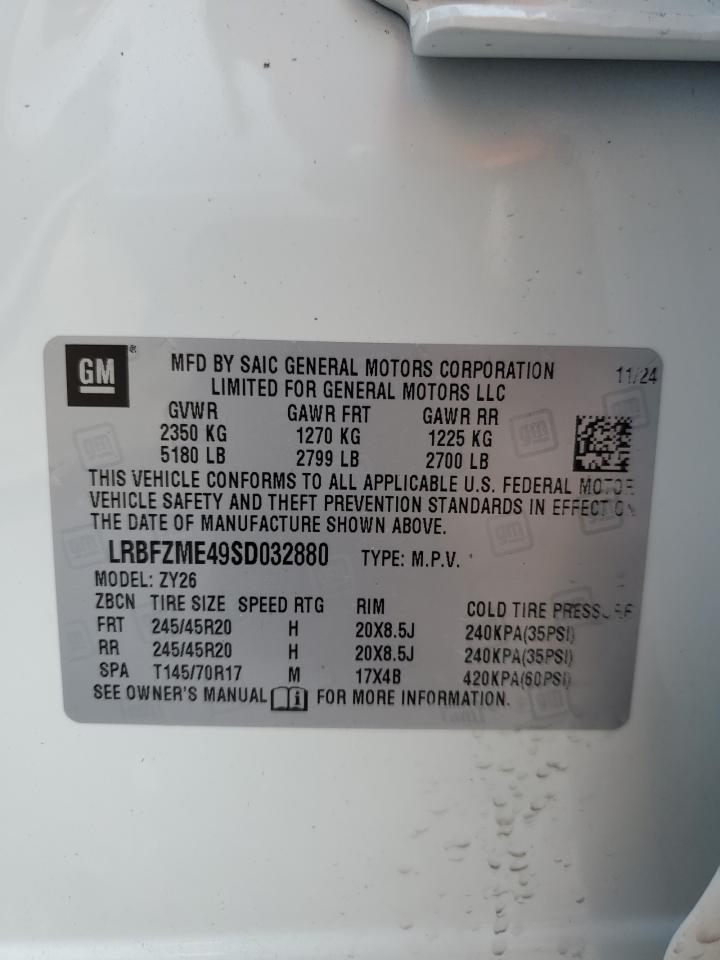 GM ®
MFD BY SAIC GENERAL MOTORS CORPORATION 11/24
LIMITED FOR GENERAL MOTORS LLC
GVWR GAWR FRT GAWR RR
2350 KG 1270 KG 1225 KG
5180 LB 2799 LB 2700 LB
THIS VEHICLE CONFORMS TO ALL APPLICABLE U.S. FEDERAL MOTOR
VEHICLE SAFETY AND THEFT PREVENTION STANDARDS IN EFFECT ON
THE DATE OF MANUFACTURE SHOWN ABOVE.
LRBFZME49SD032880 TYPE: M.P.V.
MODEL: ZY26
ZBCN TIRE SIZE SPEED RTG RIM COLD TIRE PRESSURE
FRT 245/45R20 H 20X8.5J 240KPA(35PSI)
RR 245/45R20 H 20X8.5J 240KPA(35PSI)
SPA T145/70R17 M 17X4B 420KPA(60PSI)
SEE OWNER'S MANUAL i FOR MORE INFORMATION.